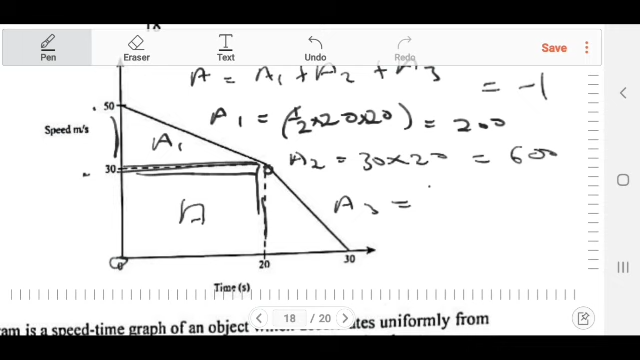 Pen
Eraser
Text
Undo
Redo
Save
A = A1 + A2 + A3
= -1
50
Speed m/s
A1
A1 = (1/2×20×20) = 200
A2 = 30×20 = 600
30
A3 =
0
20
30
Time (s)
18 / 20
ram is a speed-time graph of an object which decelerates uniformly from